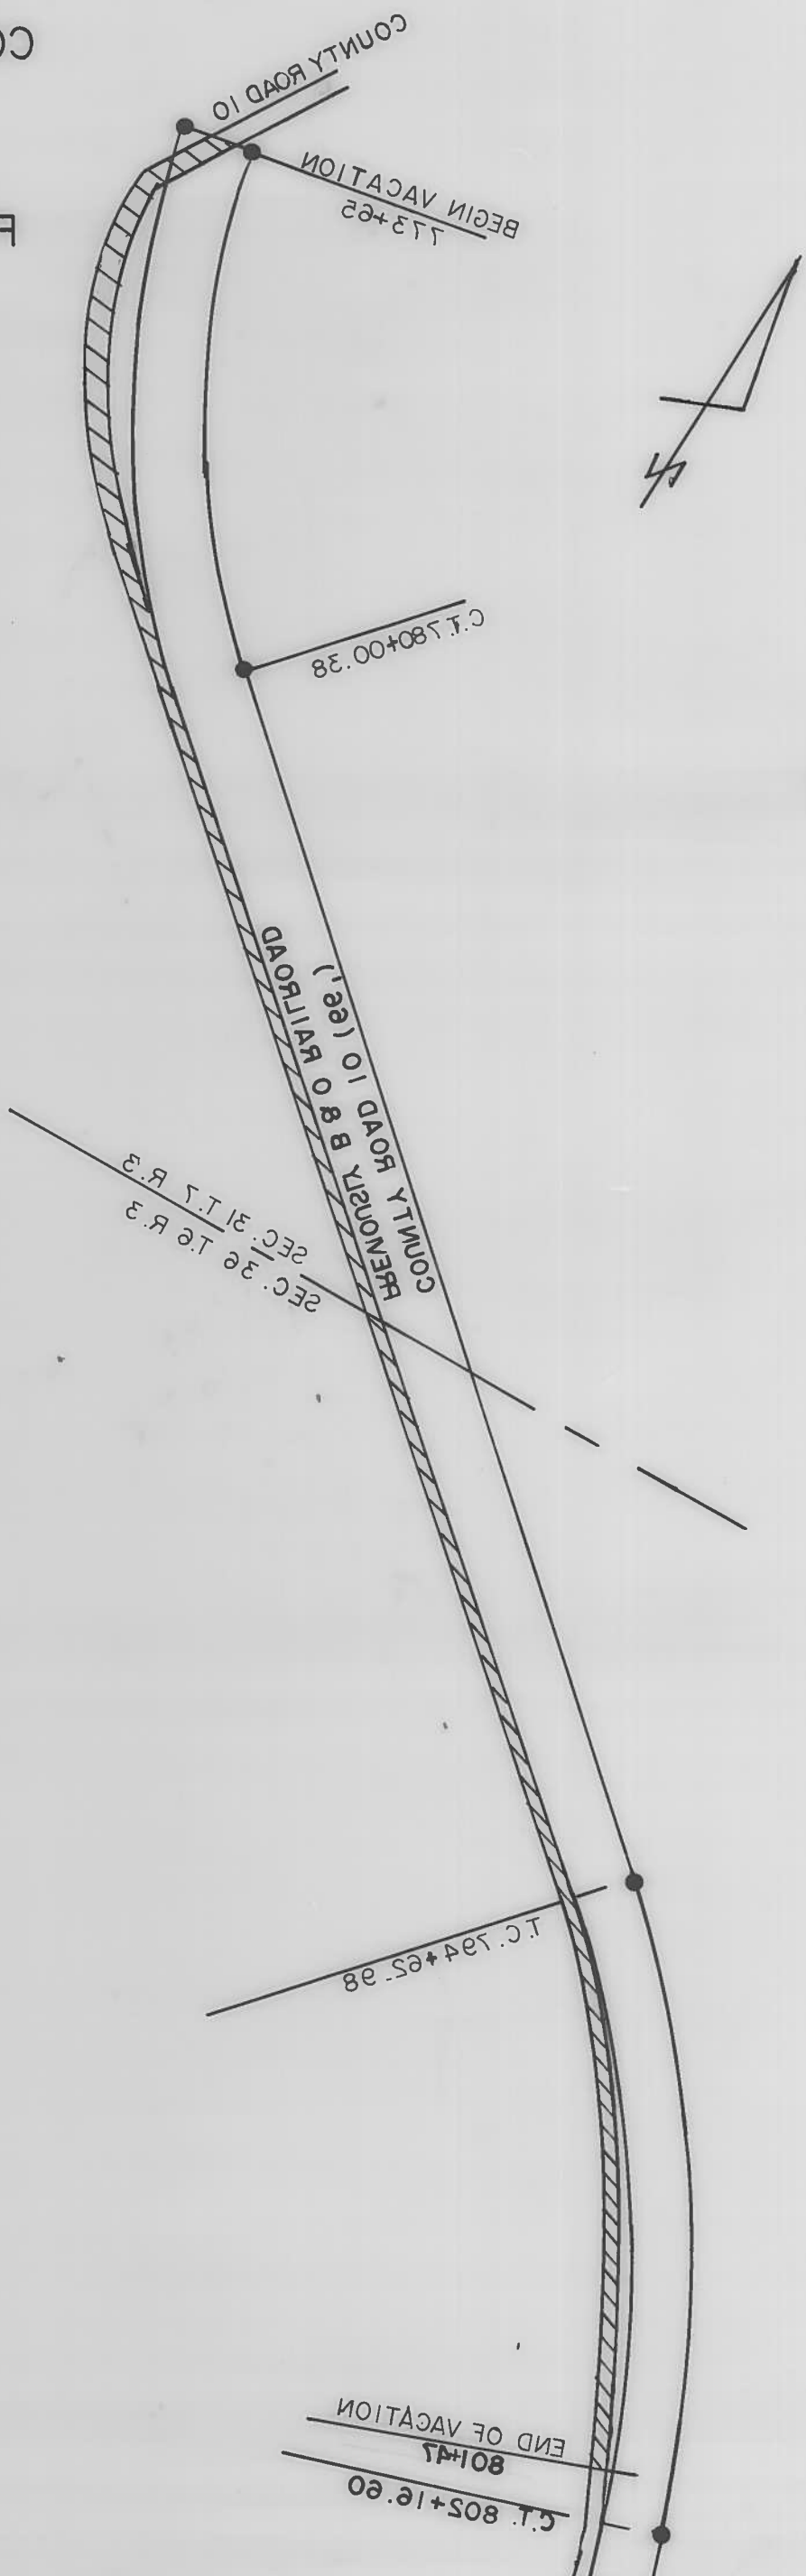 CO
COUNTY ROAD 10
F
BEGIN VACATION
773+65
C.T. 780+00.38
COUNTY ROAD 10 (66')
PREVIOUSLY B & O RAILROAD
SEC. 31 T.7 R.3
SEC. 36 T.6 R.3
T.C. 794+62.98
END OF VACATION
801+47
C.T. 802+16.60